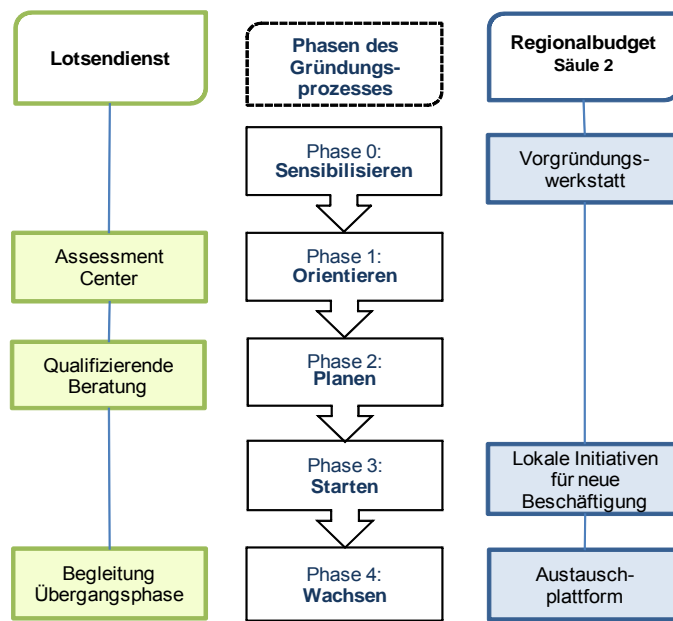 Lotsendienst
Phasen des
Gründungs-
prozesses
Regionalbudget
Säule 2
Phase 0:
Sensibilisieren
Vorgründungs-
werkstatt
Assessment
Center
Phase 1:
Orientieren
Qualifizierende
Beratung
Phase 2:
Planen
Phase 3:
Starten
Lokale Initiativen
für neue
Beschäftigung
Begleitung
Übergangsphase
Phase 4:
Wachsen
Austausch-
plattform